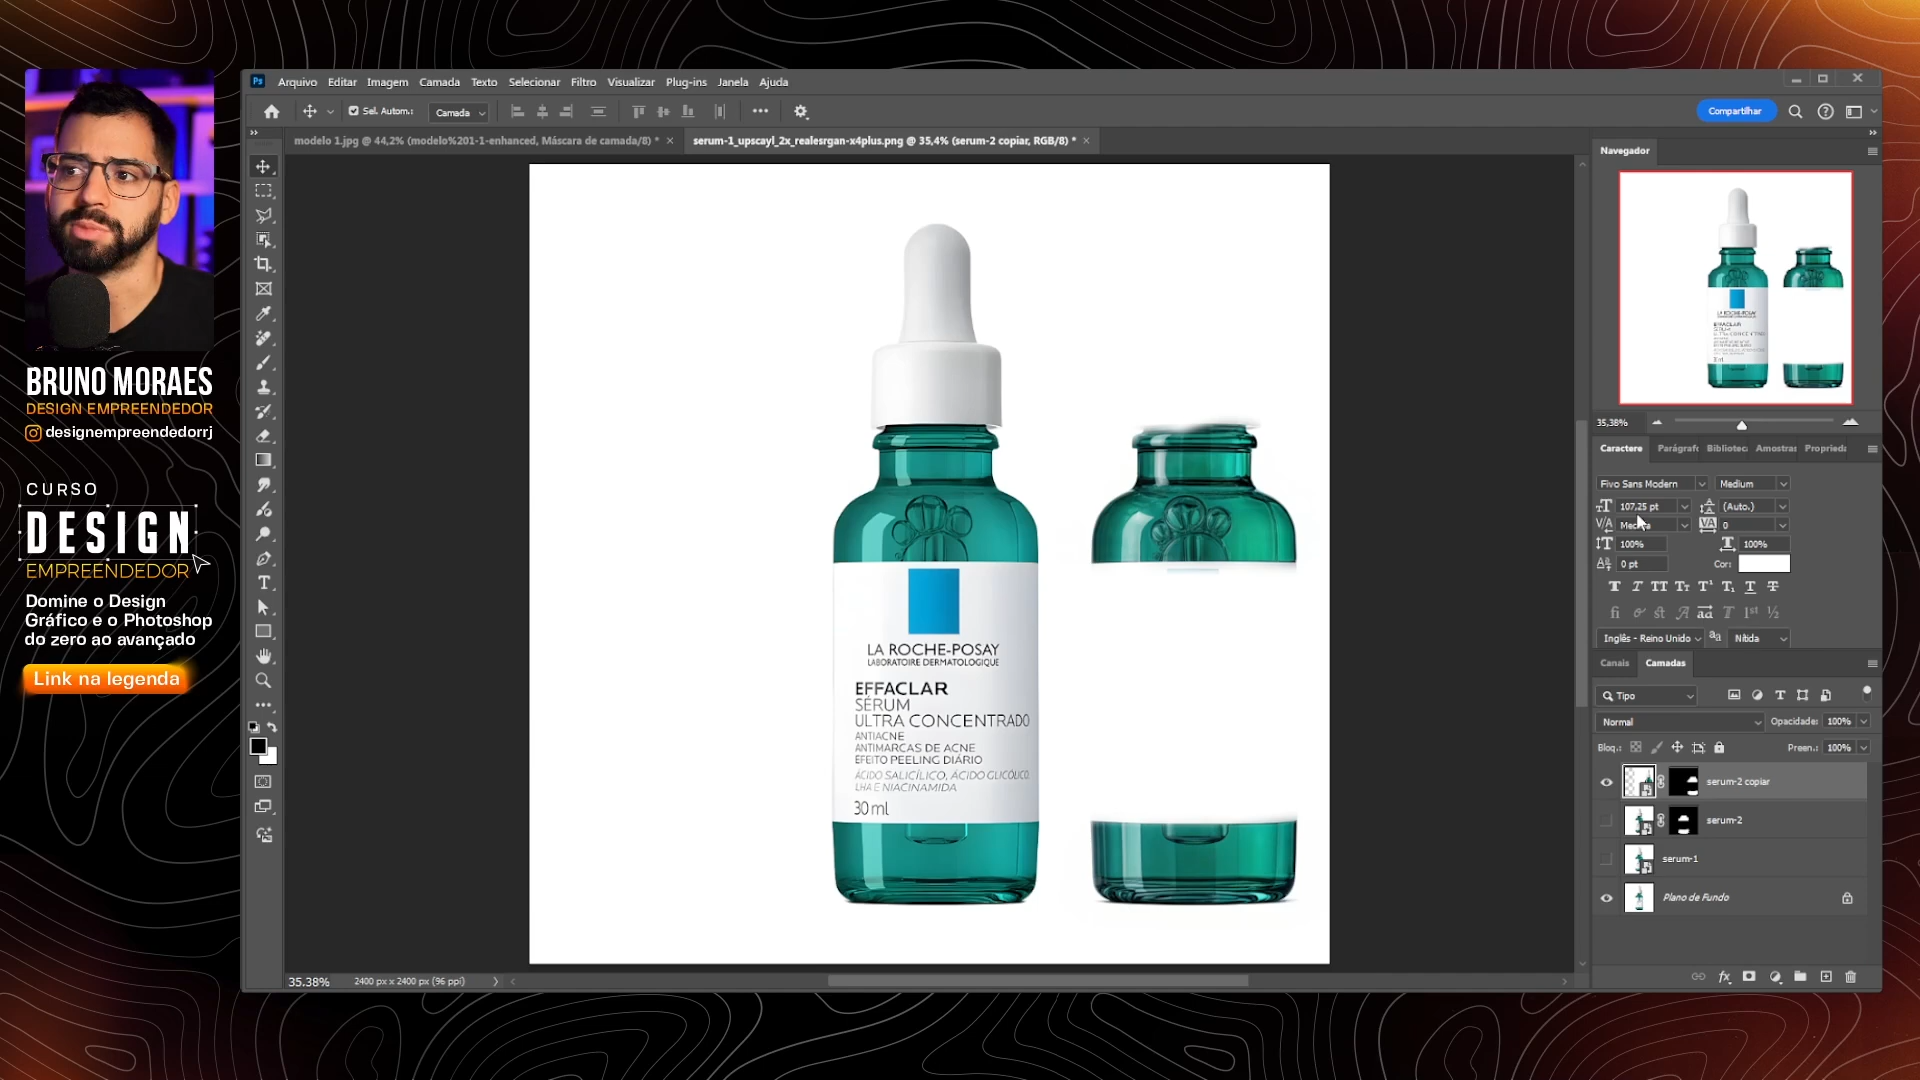 BRUNO MORAES
DESIGN EMPREENDEDOR
designempreendedorrj
CURSO
DESIGN
EMPREENDEDOR
Domine o Design
Gráfico e o Photoshop
do zero ao avançado
Link na legenda
Ps
Arquivo Editar Imagem Camada Texto Selecionar Filtro Visualizar Plug-ins Janela Ajuda
Sel. Autom.: Camada
Compartilhar
modelo 1.jpg @ 44,2% (modelo%201-1-enhanced, Máscara de camada/8) *
serum-1_upscayl_2x_realesrgan-x4plus.png @ 35,4% (serum-2 copiar, RGB/8) *
LA ROCHE-POSAY
LABORATOIRE DERMATOLOGIQUE
EFFACLAR
SÉRUM
ULTRA CONCENTRADO
ANTIACNE
ANTIMARCAS DE ACNE
EFEITO PEELING DIÁRIO
ÁCIDO SALICÍLICO, ÁCIDO GLICÓLICO,
LHA E NIACINAMIDA
30 ml
35.38% 2400 px x 2400 px (96 ppi)
Navegador
35,38%
Caractere Parágrafo Bibliotec Amostras Proprieda
Fivo Sans Modern Medium
107,25 pt (Auto.)
0
100% 100%
0 pt Cor:
Inglês - Reino Unido Nítida
Canais Camadas
Tipo
Normal Opacidade: 100%
Bloq.: Preen.: 100%
serum-2 copiar
serum-2
serum-1
Plano de Fundo